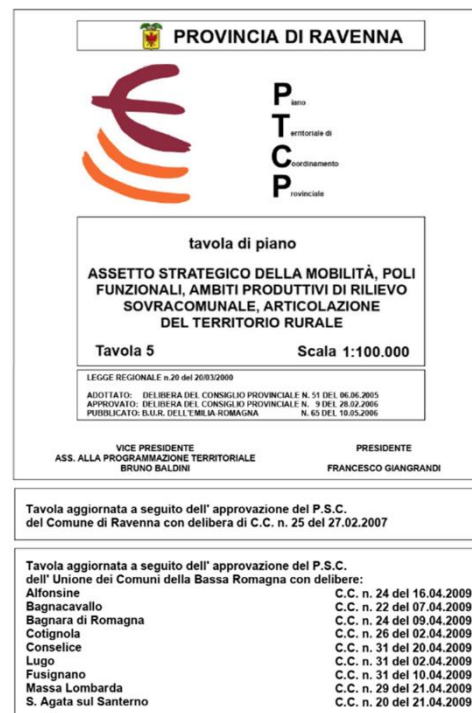 PROVINCIA DI RAVENNA
Piano
Territoriale di
Coordinamento
Provinciale
tavola di piano
ASSETTO STRATEGICO DELLA MOBILITÀ, POLI
FUNZIONALI, AMBITI PRODUTTIVI DI RILIEVO
SOVRACOMUNALE, ARTICOLAZIONE
DEL TERRITORIO RURALE
Tavola 5 Scala 1:100.000
LEGGE REGIONALE n.20 del 20/03/2000
ADOTTATO: DELIBERA DEL CONSIGLIO PROVINCIALE N. 51 DEL 06.06.2005
APPROVATO: DELIBERA DEL CONSIGLIO PROVINCIALE N. 9 DEL 28.02.2006
PUBBLICATO: B.U.R. DELL'EMILIA-ROMAGNA N. 65 DEL 10.05.2006
VICE PRESIDENTE PRESIDENTE
ASS. ALLA PROGRAMMAZIONE TERRITORIALE
BRUNO BALDINI FRANCESCO GIANGRANDI
Tavola aggiornata a seguito dell' approvazione del P.S.C.
del Comune di Ravenna con delibera di C.C. n. 25 del 27.02.2007
Tavola aggiornata a seguito dell' approvazione del P.S.C.
dell' Unione dei Comuni della Bassa Romagna con delibere:
Alfonsine C.C. n. 24 del 16.04.2009
Bagnacavallo C.C. n. 22 del 07.04.2009
Bagnara di Romagna C.C. n. 24 del 09.04.2009
Cotignola C.C. n. 26 del 02.04.2009
Conselice C.C. n. 31 del 20.04.2009
Lugo C.C. n. 31 del 02.04.2009
Fusignano C.C. n. 31 del 10.04.2009
Massa Lombarda C.C. n. 29 del 21.04.2009
S. Agata sul Santerno C.C. n. 20 del 21.04.2009